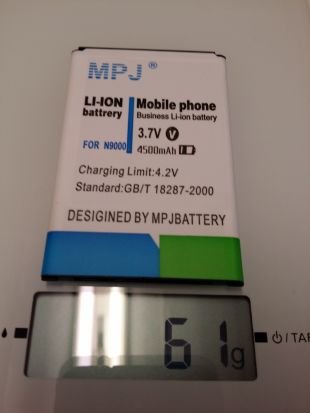 MPJ®
LI-ION
battrery
Mobile phone
Business Li-ion battery
3.7V
4500mAh
FOR N9000
Charging Limit:4.2V
Standard:GB/T 18287-2000
DESIGINED BY MPJBATTERY
61g
/TAR